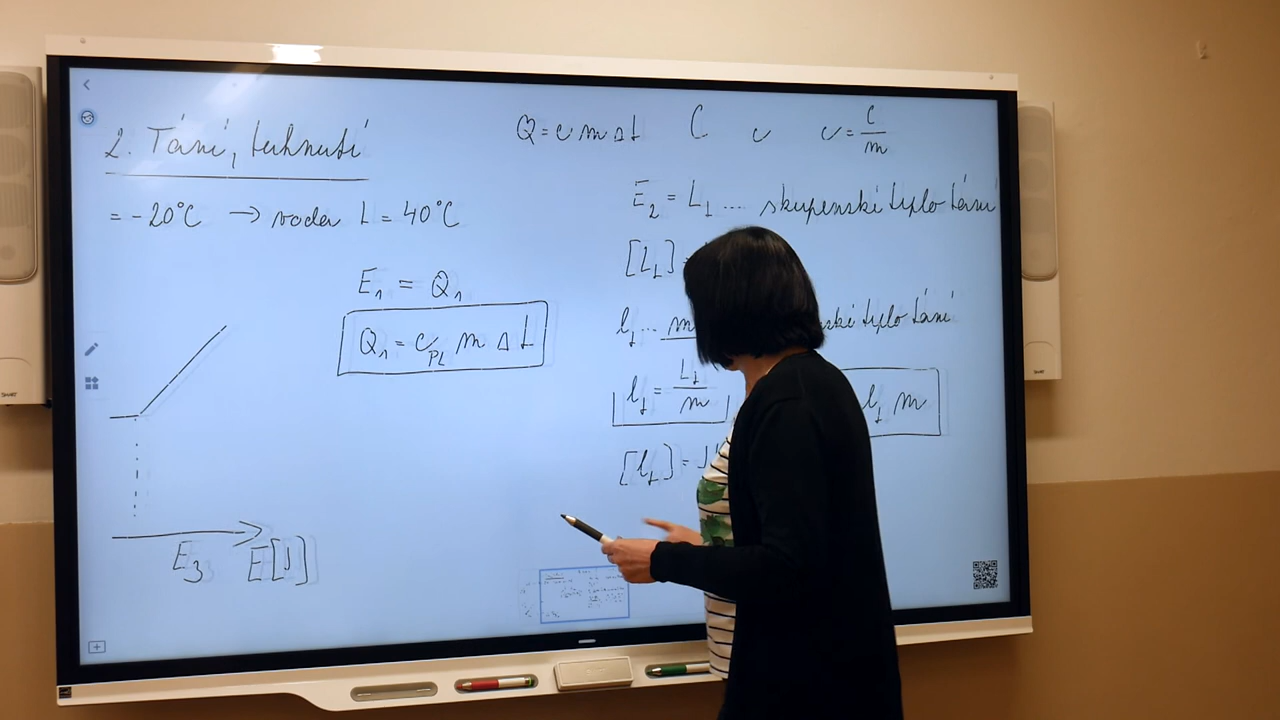 2. Tání, tuhnutí
= -20°C → voda t = 40°C
E₁ = Q₁
Q₁ = c_PL m Δt
E₃ E[J]
Q = c m Δt C c c = C/m
E₂ = L_t .... skupenské teplo tání
[L_t] =
l_t ... m ské teplo tání
l_t = L_t/m l_t m
[l_t] = J